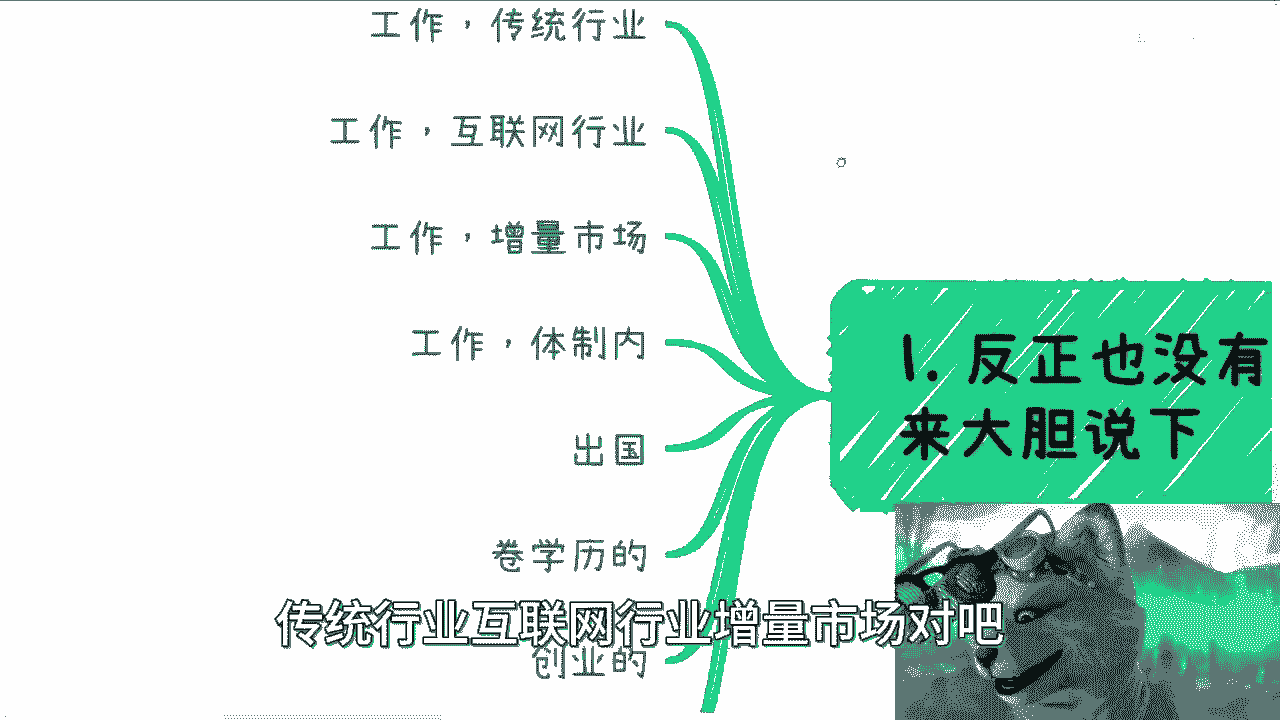 工作，传统行业
工作，互联网行业
工作，增量市场
工作，体制内
出国
卷学历的
创业的
1. 反正也没有
来大胆说下
传统行业互联网行业增量市场对吧